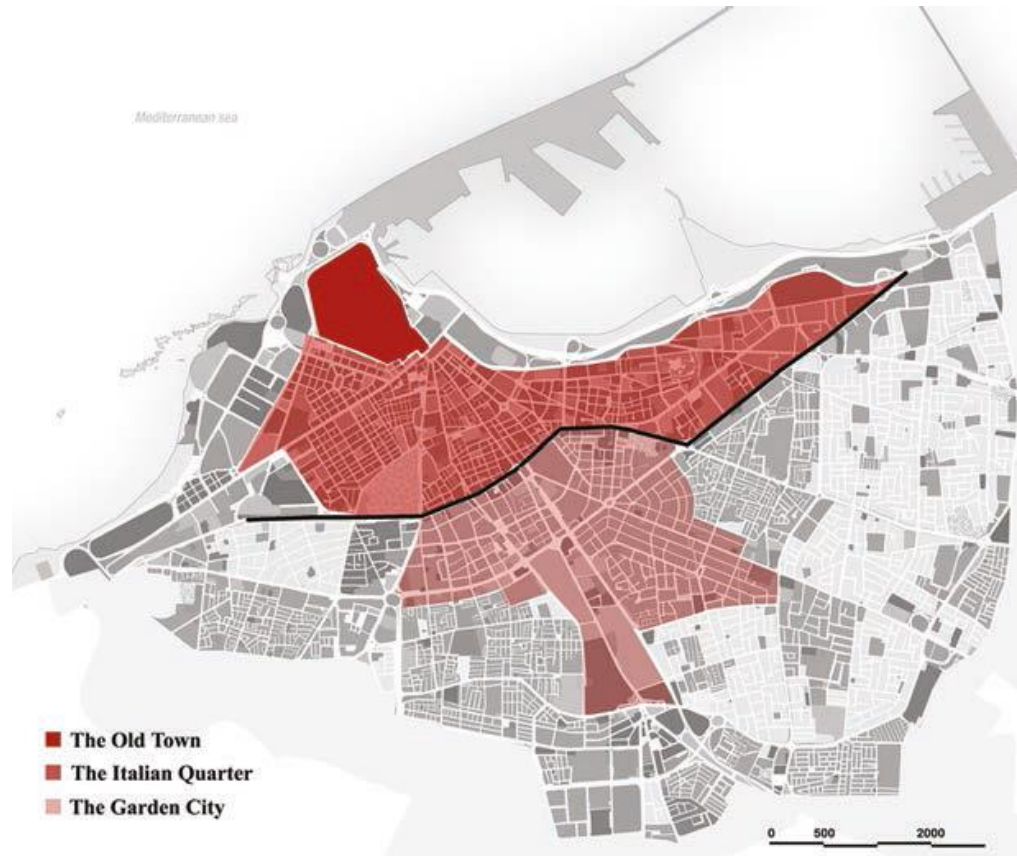 Mediterranean sea
The Old Town
The Italian Quarter
The Garden City
0 500 2000